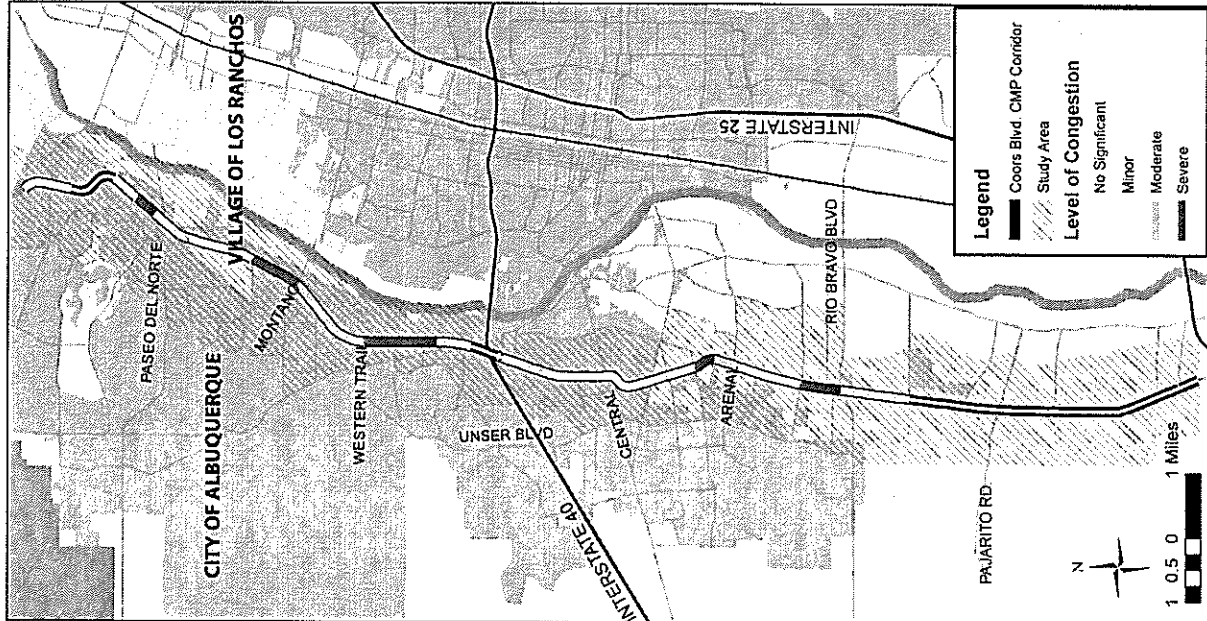 CITY OF ALBUQUERQUE
VILLAGE OF LOS RANCHOS
PASEO DEL NORTE
MONTANO
WESTERN TRAIL
UNSER BLVD
INTERSTATE 40
INTERSTATE 25
CENTRAL
ARENAL
RIO BRAVO BLVD
PAJARITO RD
N
1 0.5 0 1 Miles
Legend
Coors Blvd. CMP Corridor
Study Area
Level of Congestion
No Significant
Minor
Moderate
Severe